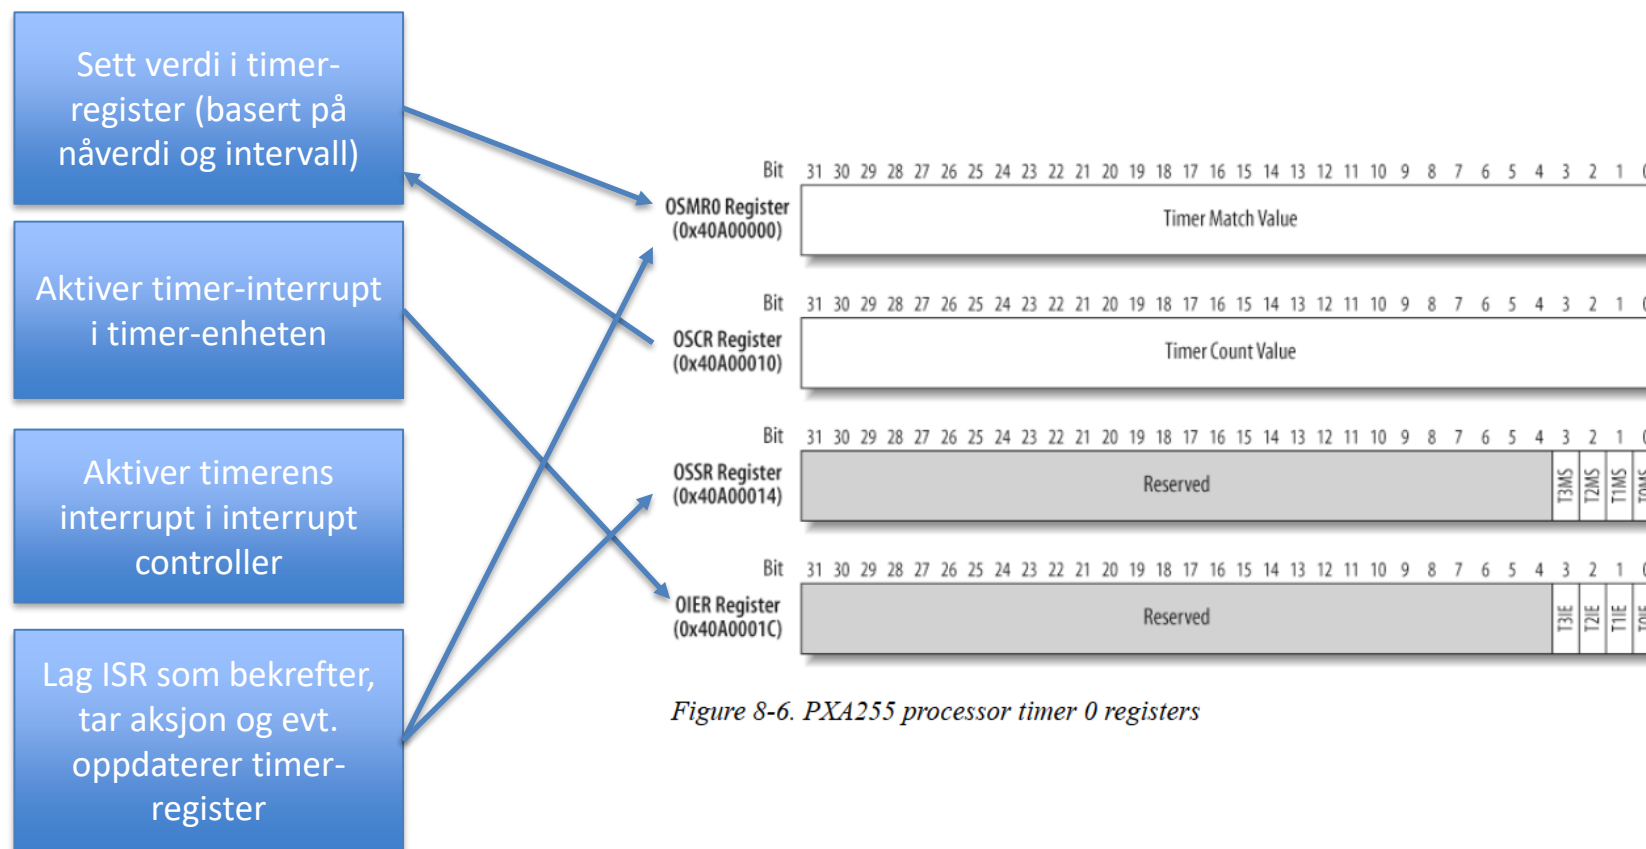 Sett verdi i timer-
register (basert på
nåverdi og intervall)
Aktiver timer-interrupt
i timer-enheten
Aktiver timerens
interrupt i interrupt
controller
Lag ISR som bekrefter,
tar aksjon og evt.
oppdaterer timer-
register
Bit 31 30 29 28 27 26 25 24 23 22 21 20 19 18 17 16 15 14 13 12 11 10 9 8 7 6 5 4 3 2 1 0
OSMR0 Register
(0x40A00000)
Timer Match Value
Bit 31 30 29 28 27 26 25 24 23 22 21 20 19 18 17 16 15 14 13 12 11 10 9 8 7 6 5 4 3 2 1 0
OSCR Register
(0x40A00010)
Timer Count Value
Bit 31 30 29 28 27 26 25 24 23 22 21 20 19 18 17 16 15 14 13 12 11 10 9 8 7 6 5 4 3 2 1 0
OSSR Register
(0x40A00014)
Reserved
T3MS
T2MS
T1MS
T0MS
Bit 31 30 29 28 27 26 25 24 23 22 21 20 19 18 17 16 15 14 13 12 11 10 9 8 7 6 5 4 3 2 1 0
OIER Register
(0x40A0001C)
Reserved
T3IE
T2IE
T1IE
T0IE
Figure 8-6. PXA255 processor timer 0 registers